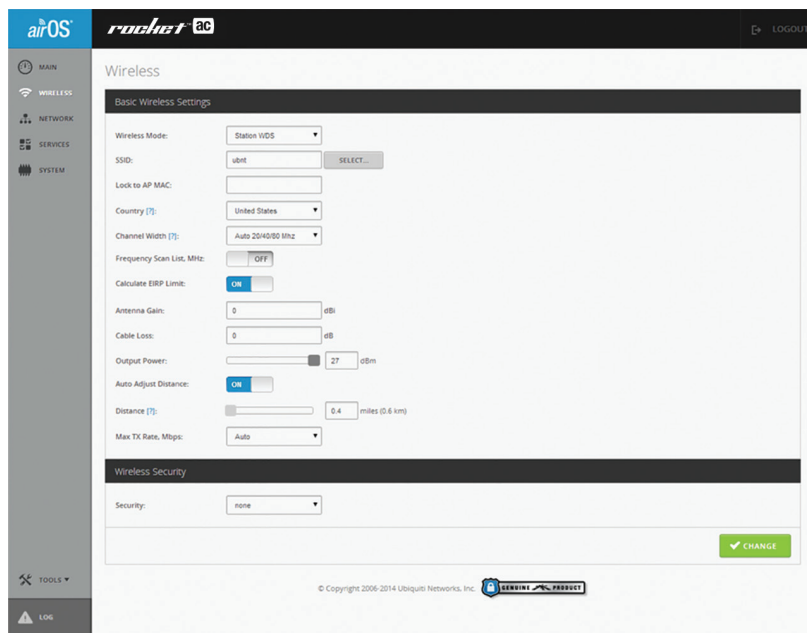 airOS
rocket ac
LOGOUT
MAIN
WIRELESS
NETWORK
SERVICES
SYSTEM
Wireless
Basic Wireless Settings
Wireless Mode: Station WDS
SSID: ubnt SELECT...
Lock to AP MAC:
Country [?]: United States
Channel Width [?]: Auto 20/40/80 Mhz
Frequency Scan List, MHz: OFF
Calculate EIRP Limit: ON
Antenna Gain: 0 dBi
Cable Loss: 0 dB
Output Power: 27 dBm
Auto Adjust Distance: ON
Distance [?]: 0.4 miles (0.6 km)
Max TX Rate, Mbps: Auto
Wireless Security
Security: none
CHANGE
TOOLS
© Copyright 2006-2014 Ubiquiti Networks, Inc. GENUINE PRODUCT
LOG